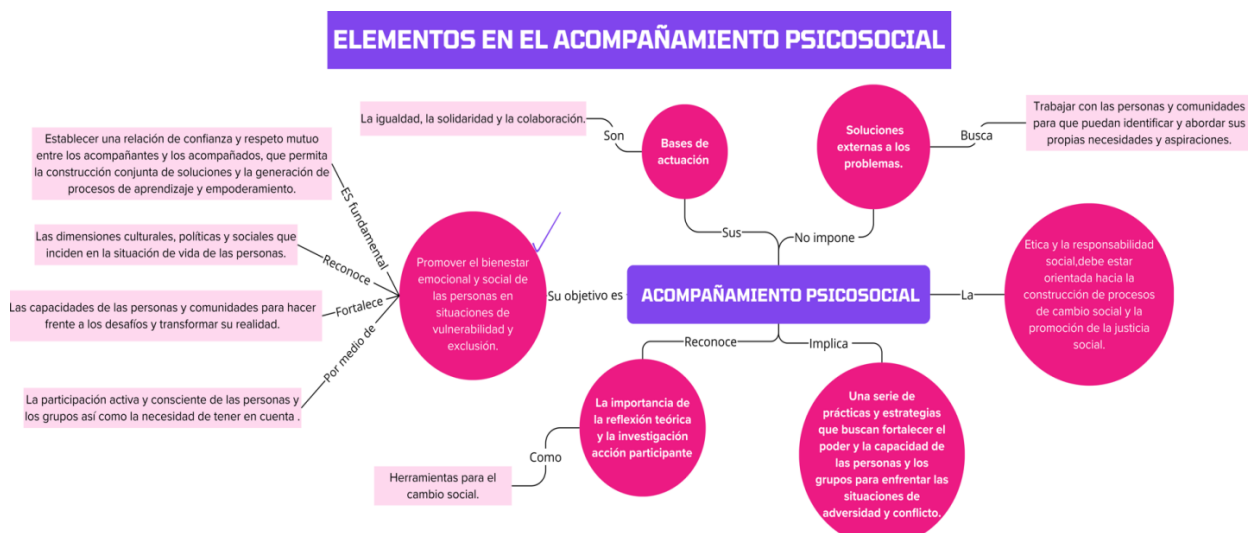 ELEMENTOS EN EL ACOMPAÑAMIENTO PSICOSOCIAL
La igualdad, la solidaridad y la colaboración.
Son
Bases de
actuación
Sus
Soluciones
externas a los
problemas.
No impone
Busca
Trabajar con las personas y comunidades
para que puedan identificar y abordar sus
propias necesidades y aspiraciones.
Establecer una relación de confianza y respeto mutuo
entre los acompañantes y los acompañados, que permita
la construcción conjunta de soluciones y la generación de
procesos de aprendizaje y empoderamiento.
ES fundamental
Las dimensiones culturales, políticas y sociales que
inciden en la situación de vida de las personas.
Reconoce
Las capacidades de las personas y comunidades para hacer
frente a los desafíos y transformar su realidad.
Fortalece
La participación activa y consciente de las personas y
los grupos así como la necesidad de tener en cuenta .
Por medio de
Promover el bienestar
emocional y social de
las personas en
situaciones de
vulnerabilidad y
exclusión.
Su objetivo es
ACOMPAÑAMIENTO PSICOSOCIAL
La
Etica y la responsabilidad
social,debe estar
orientada hacia la
construcción de procesos
de cambio social y la
promoción de la justicia
social.
Reconoce
La importancia de
la reflexión teórica
y la investigación
acción participante
Como
Herramientas para el
cambio social.
Implica
Una serie de
prácticas y estrategias
que buscan fortalecer el
poder y la capacidad de
las personas y los
grupos para enfrentar las
situaciones de
adversidad y conflicto.